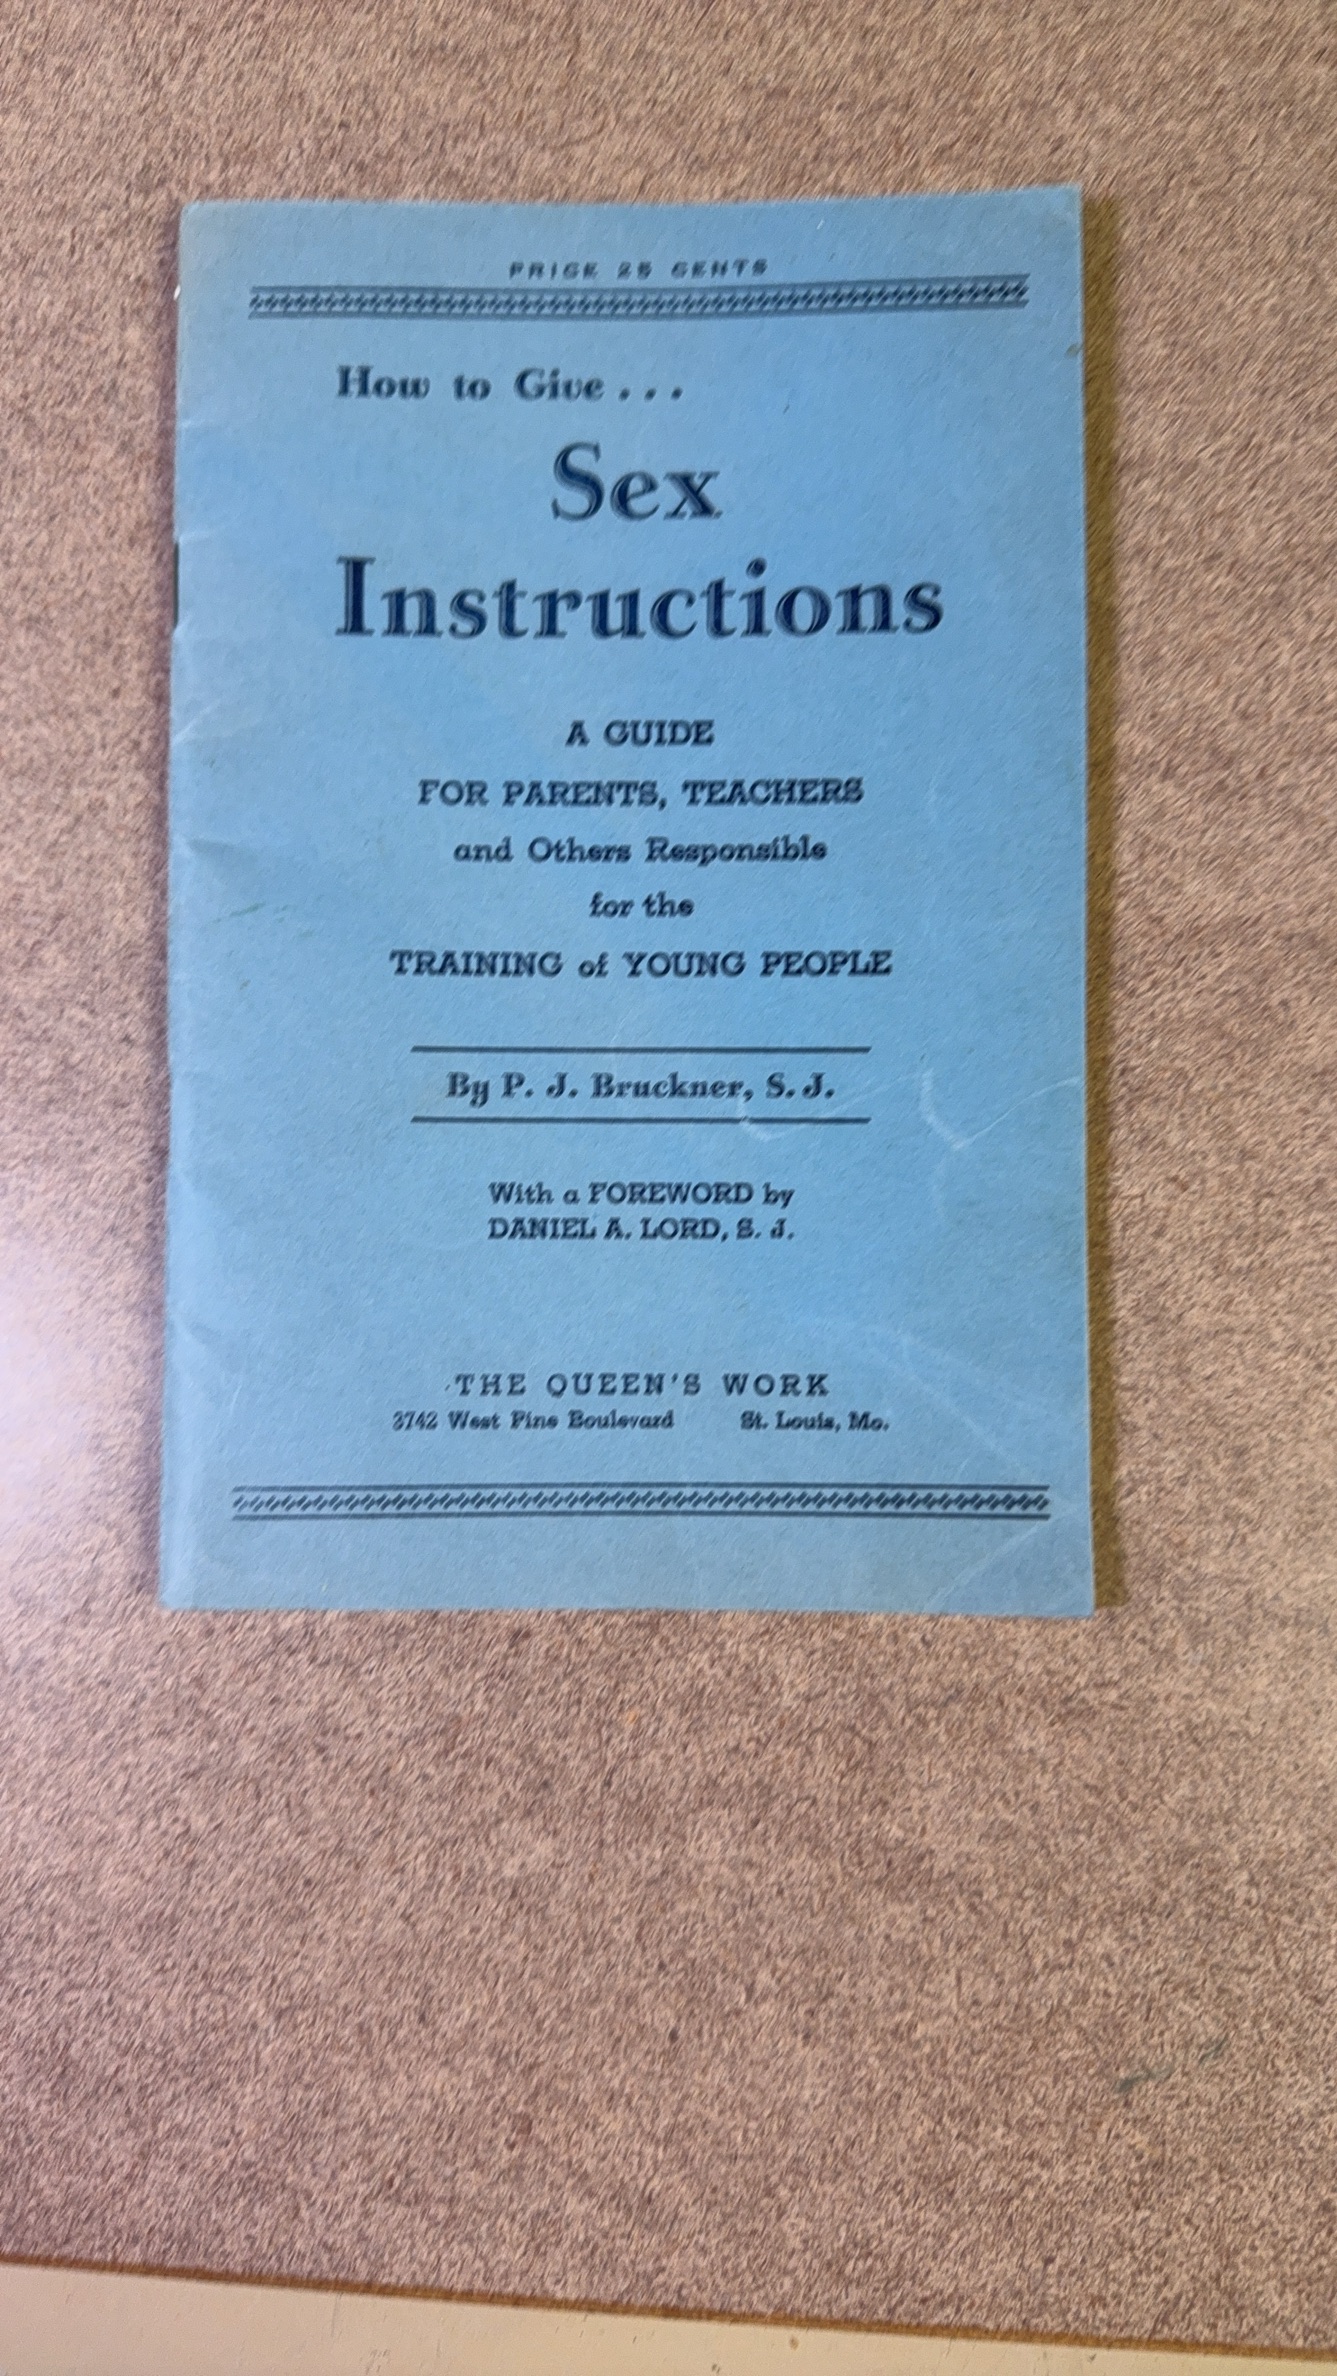 PRICE 25 CENTS
How to Give . . .
Sex
Instructions
A GUIDE
FOR PARENTS, TEACHERS
and Others Responsible
for the
TRAINING of YOUNG PEOPLE
By P. J. Bruckner, S. J.
With a FOREWORD by
DANIEL A. LORD, S. J.
THE QUEEN'S WORK
3742 West Pine Boulevard St. Louis, Mo.